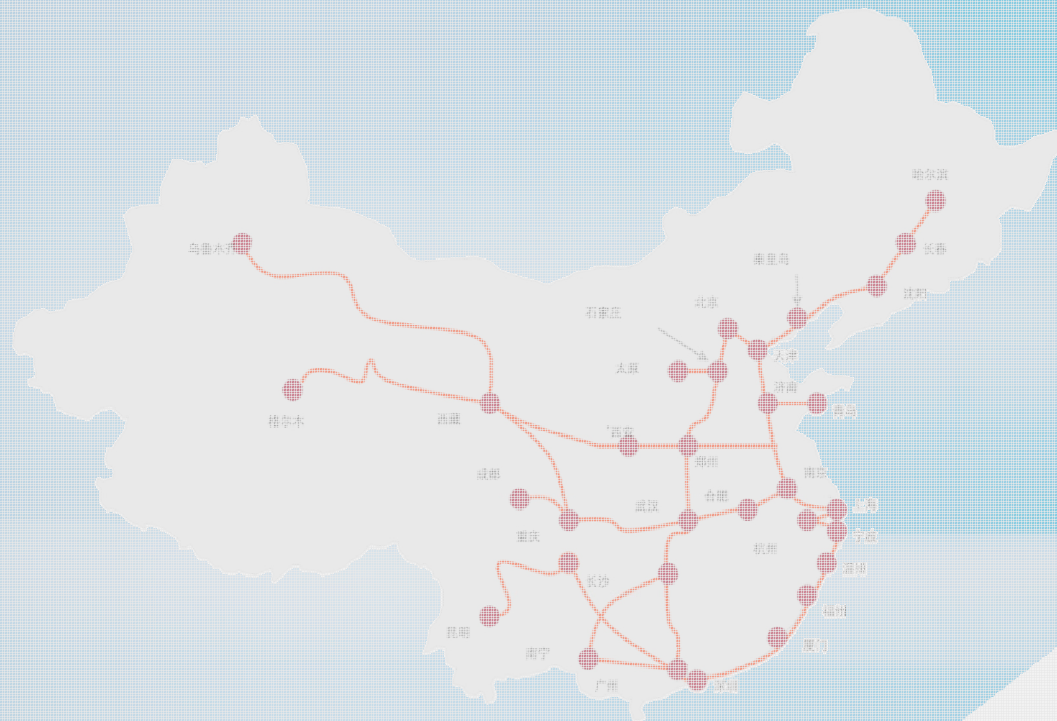 哈尔滨
长春
乌鲁木齐
秦皇岛
沈阳
北京
石家庄
天津
太原
济南
青岛
格尔木
西藏
西安
郑州
成都
南京
合肥
武汉
重庆
宁波
杭州
温州
长沙
福州
昆明
厦门
南宁
广州
深圳